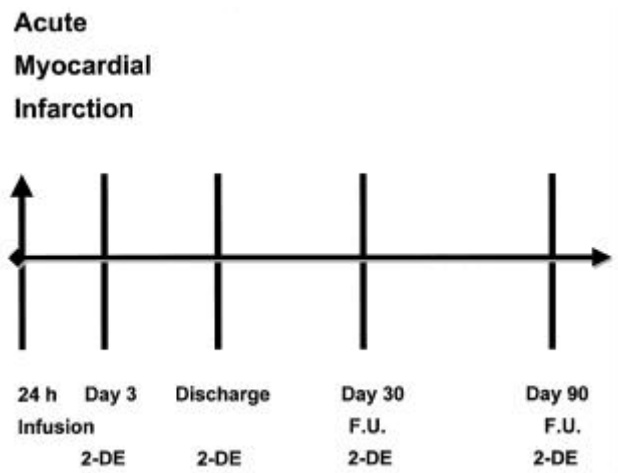 Acute
Myocardial
Infarction
24 h Day 3 Discharge Day 30 Day 90
Infusion F.U. F.U.
2-DE 2-DE 2-DE 2-DE